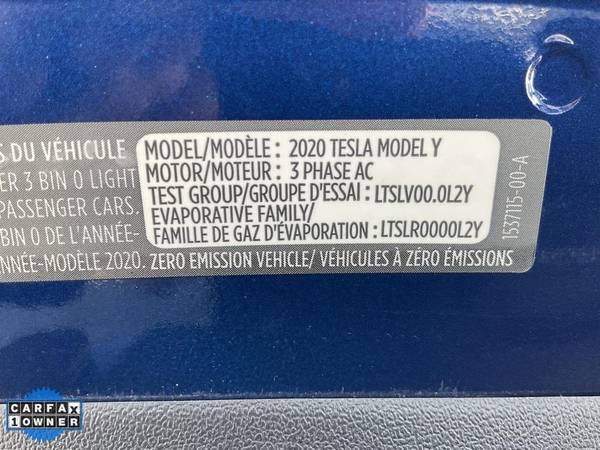 S DU VÉHICULE
ER 3 BIN 0 LIGHT
PASSENGER CARS.
BIN 0 DE L'ANNÉE-
NNÉE-MODÈLE 2020. ZERO EMISSION VEHICLE/ VÉHICULES À ZÉRO ÉMISSIONS
MODEL/MODÈLE: 2020 TESLA MODEL Y
MOTOR/MOTEUR: 3 PHASE AC
TEST GROUP/GROUPE D'ESSAI: LTSLV00.0L2Y
EVAPORATIVE FAMILY/
FAMILLE DE GAZ D'ÉVAPORATION: LTSLR0000L2Y
1537115-00-A
CARFAX
1 OWNER